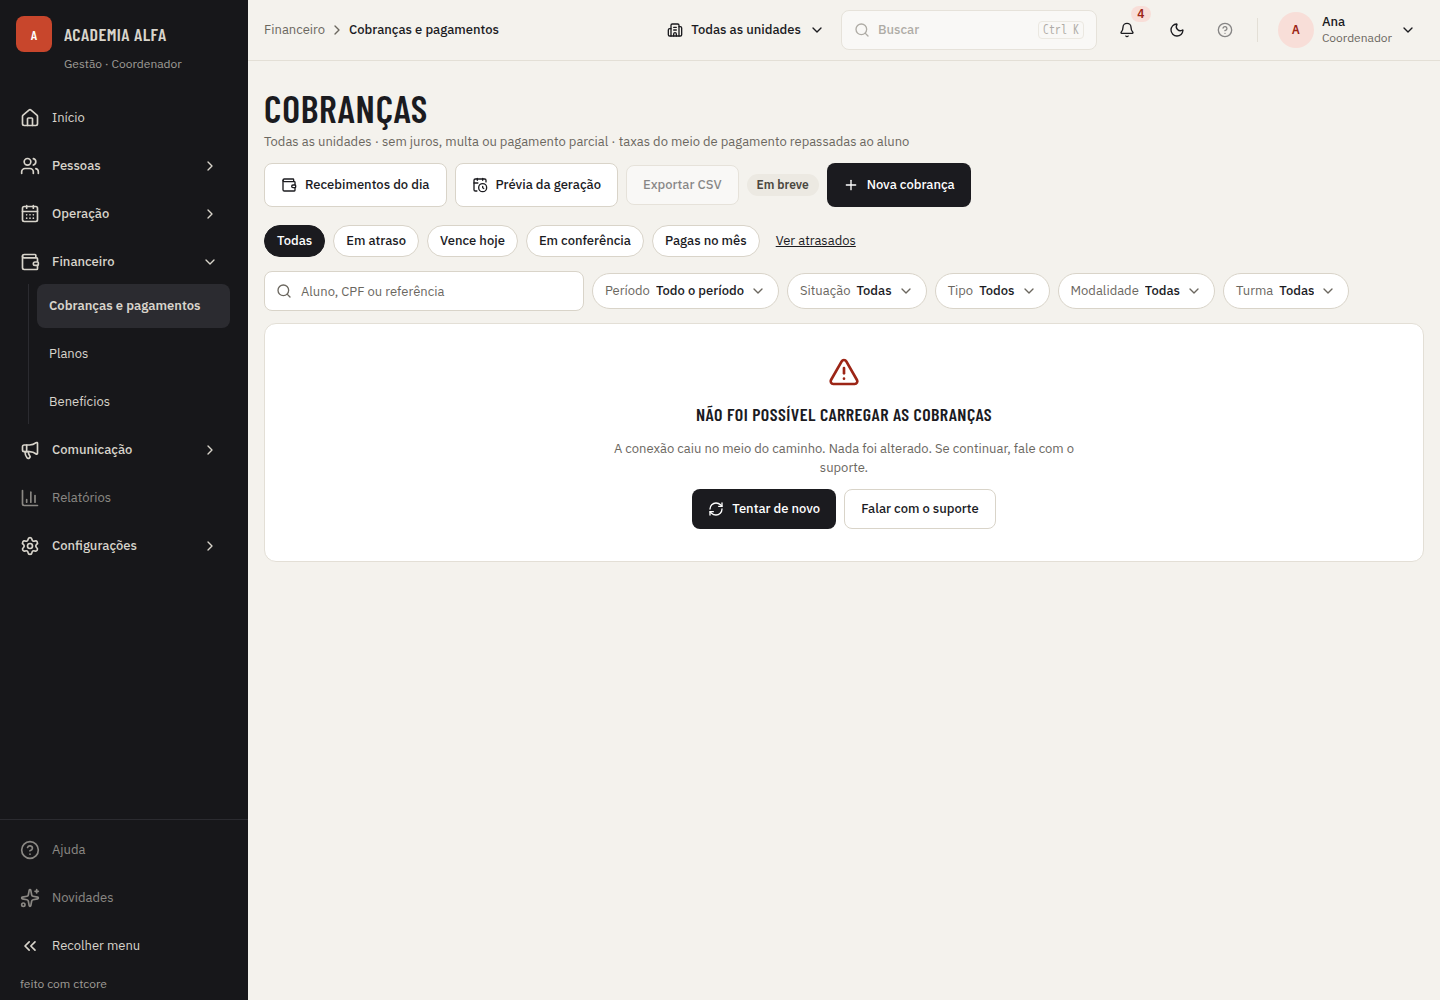 A
ACADEMIA ALFA
Gestão · Coordenador
Início
Pessoas
Operação
Financeiro
Cobranças e pagamentos
Planos
Benefícios
Comunicação
Relatórios
Configurações
Ajuda
Novidades
Recolher menu
feito com ctcore
Financeiro > Cobranças e pagamentos
Todas as unidades
Buscar
Ctrl K
4
A
Ana
Coordenador
COBRANÇAS
Todas as unidades · sem juros, multa ou pagamento parcial · taxas do meio de pagamento repassadas ao aluno
Recebimentos do dia
Prévia da geração
Exportar CSV
Em breve
Nova cobrança
Todas
Em atraso
Vence hoje
Em conferência
Pagas no mês
Ver atrasados
Aluno, CPF ou referência
Período Todo o período
Situação Todas
Tipo Todos
Modalidade Todas
Turma Todas
NÃO FOI POSSÍVEL CARREGAR AS COBRANÇAS
A conexão caiu no meio do caminho. Nada foi alterado. Se continuar, fale com o
suporte.
Tentar de novo
Falar com o suporte